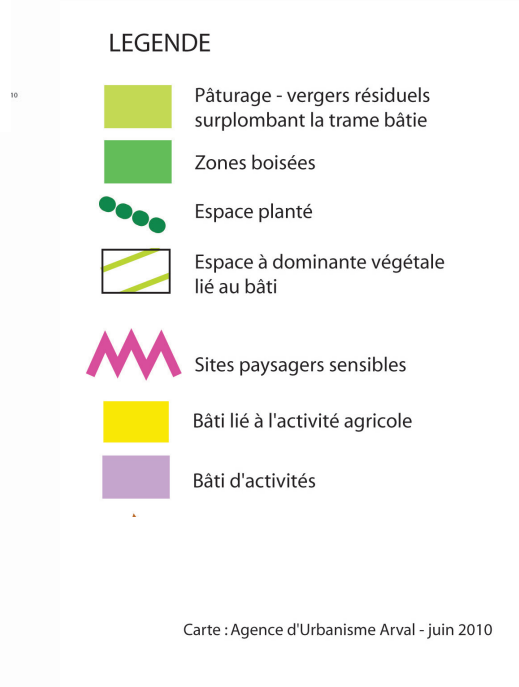 LEGENDE
10
Pâturage - vergers résiduels
surplombant la trame bâtie
Zones boisées
Espace planté
Espace à dominante végétale
lié au bâti
Sites paysagers sensibles
Bâti lié à l'activité agricole
Bâti d'activités
Carte : Agence d'Urbanisme Arval - juin 2010